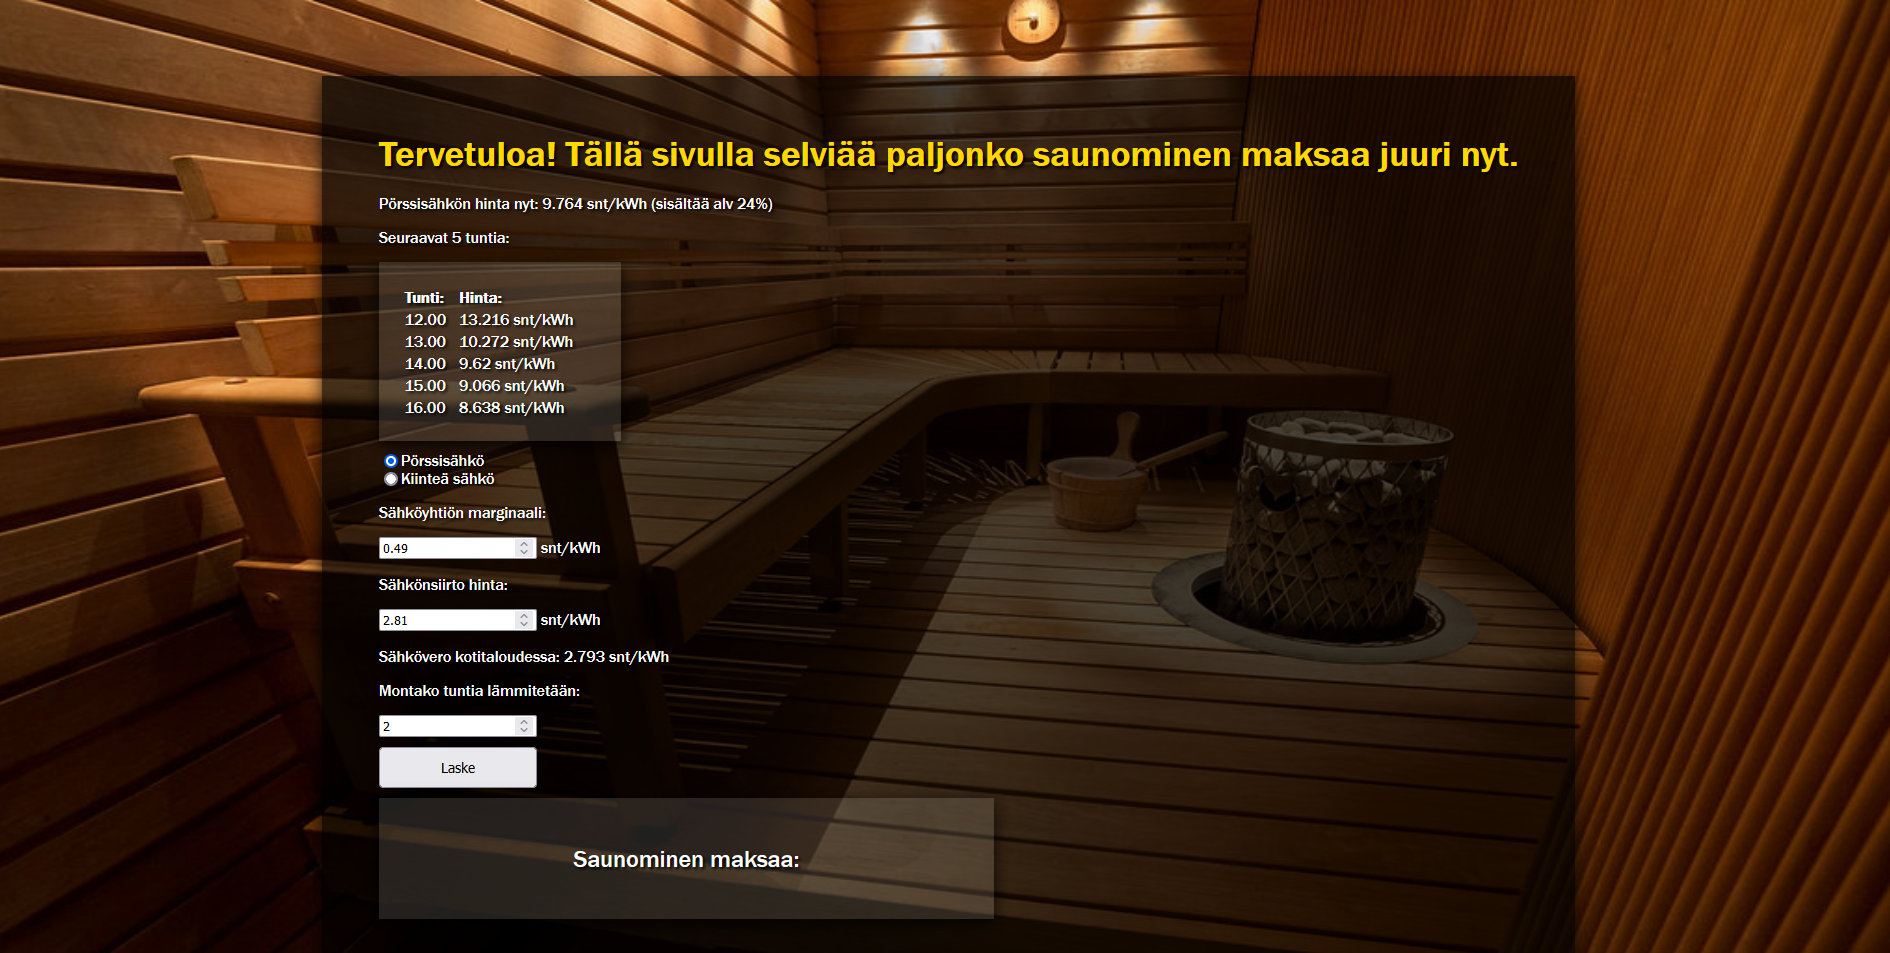 Tervetuloa! Tällä sivulla selviää paljonko saunominen maksaa juuri nyt.
Pörssisähkön hinta nyt: 9.764 snt/kWh (sisältää alv 24%)
Seuraavat 5 tuntia:
Tunti: Hinta:
12.00 13.216 snt/kWh
13.00 10.272 snt/kWh
14.00 9.62 snt/kWh
15.00 9.066 snt/kWh
16.00 8.638 snt/kWh
Pörssisähkö
Kiinteä sähkö
Sähköyhtiön marginaali:
0.49 snt/kWh
Sähkönsiirto hinta:
2.81 snt/kWh
Sähkövero kotitaloudessa: 2.793 snt/kWh
Montako tuntia lämmitetään:
2
Laske
Saunominen maksaa: